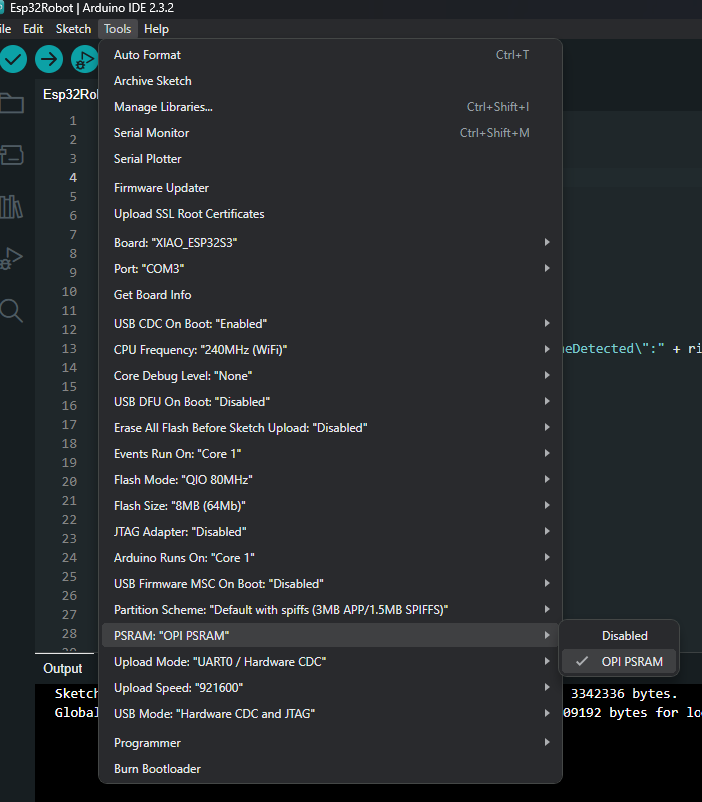 Esp32Robot | Arduino IDE 2.3.2
Edit Sketch Tools Help
Auto Format Ctrl+T
Archive Sketch
Manage Libraries... Ctrl+Shift+I
Serial Monitor Ctrl+Shift+M
Serial Plotter
Firmware Updater
Upload SSL Root Certificates
Board: "XIAO_ESP32S3"
Port: "COM3"
Get Board Info
USB CDC On Boot: "Enabled"
CPU Frequency: "240MHz (WiFi)"
Core Debug Level: "None"
USB DFU On Boot: "Disabled"
Erase All Flash Before Sketch Upload: "Disabled"
Events Run On: "Core 1"
Flash Mode: "QIO 80MHz"
Flash Size: "8MB (64Mb)"
JTAG Adapter: "Disabled"
Arduino Runs On: "Core 1"
USB Firmware MSC On Boot: "Disabled"
Partition Scheme: "Default with spiffs (3MB APP/1.5MB SPIFFS)"
PSRAM: "OPI PSRAM"
Upload Mode: "UART0 / Hardware CDC"
Upload Speed: "921600"
USB Mode: "Hardware CDC and JTAG"
Programmer
Burn Bootloader
Disabled
OPI PSRAM
Esp32Ro
1
2
3
4
5
6
7
8
9
10
11
12
13
14
15
16
17
18
19
20
21
22
23
24
25
26
27
28
eDetected\":" + ri
Output
Sketch 3342336 bytes.
Global 09192 bytes for lo